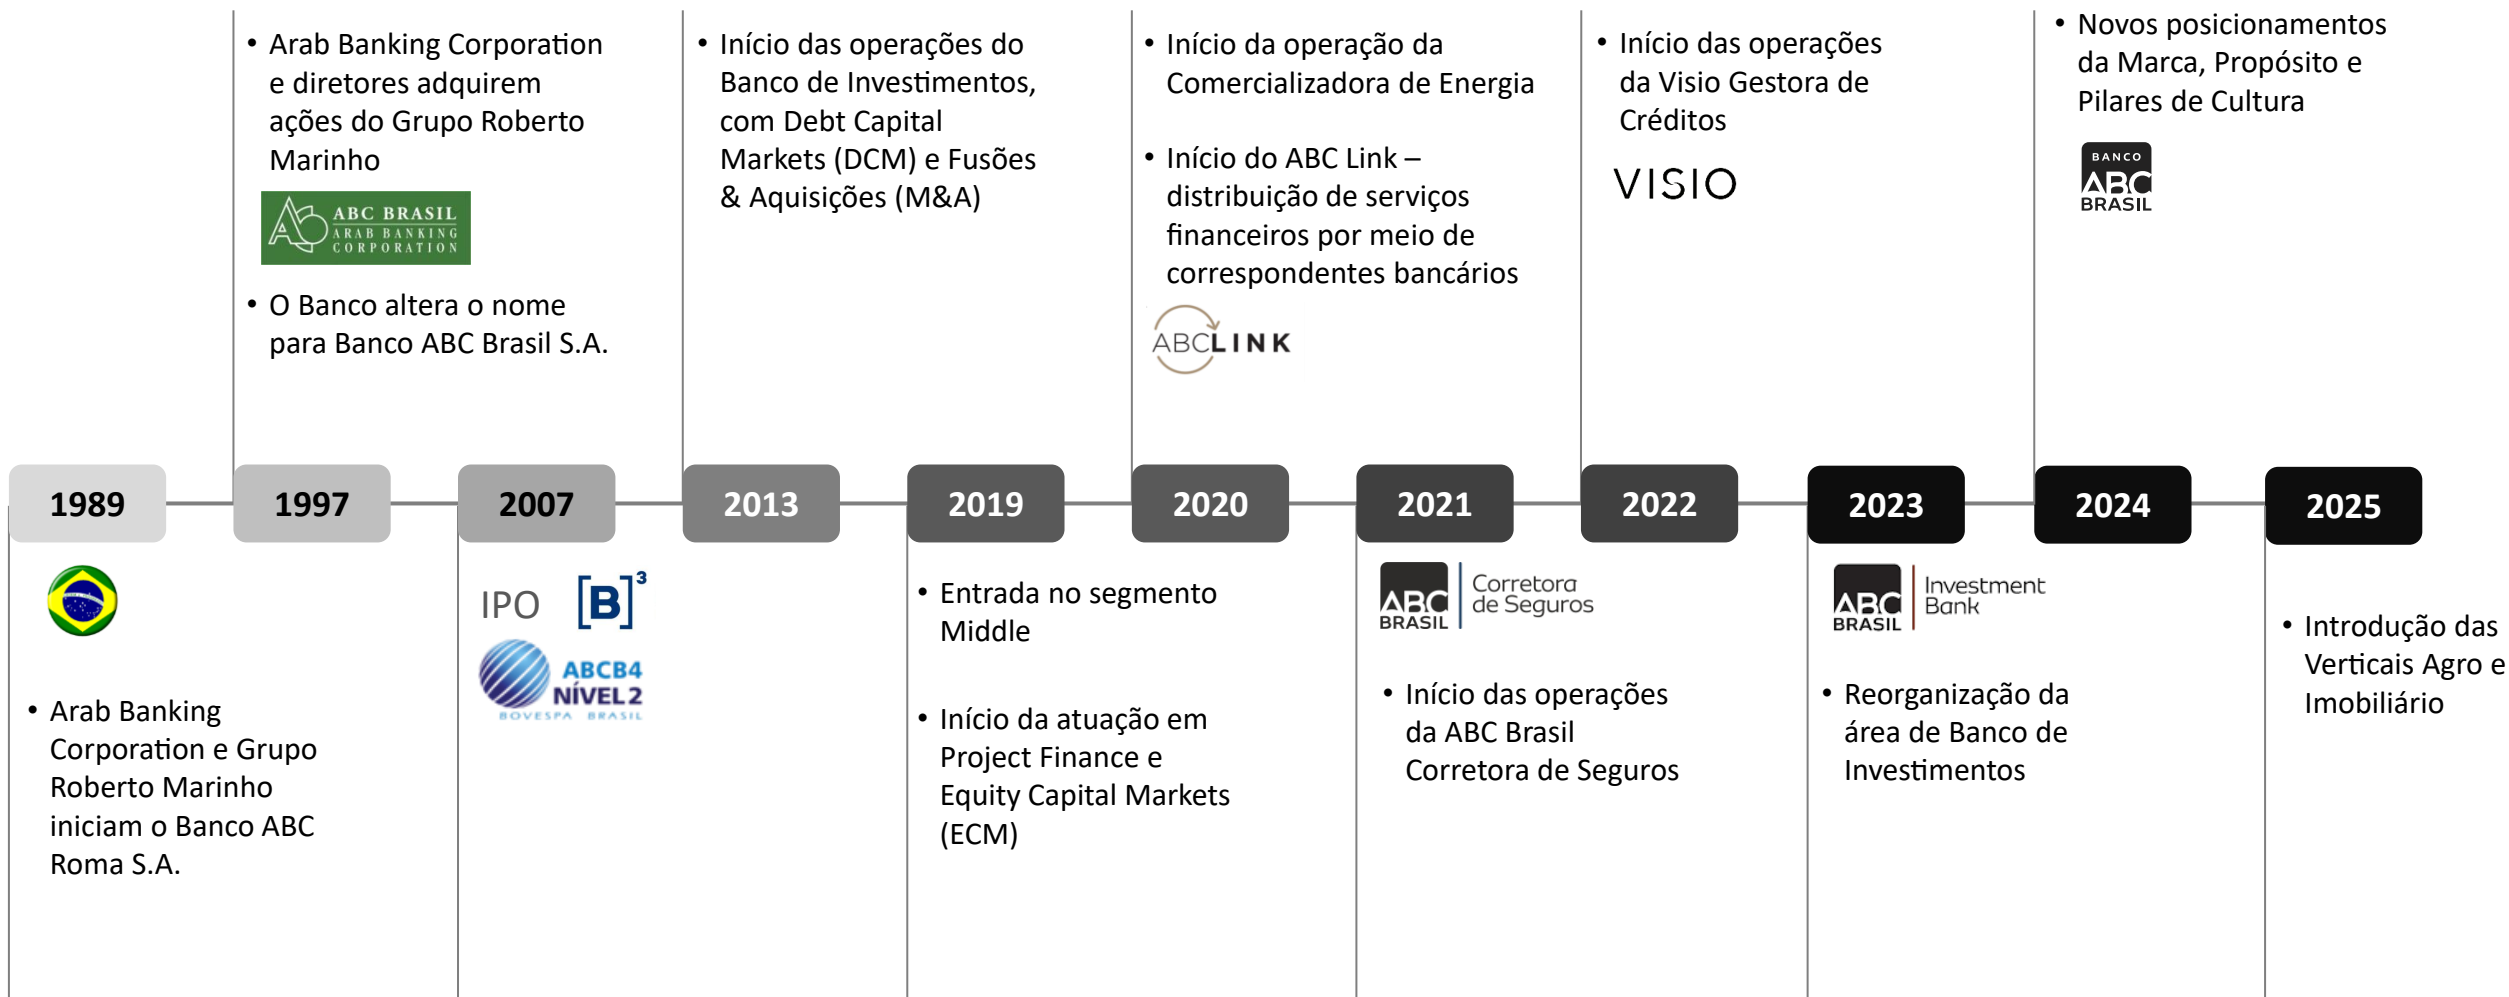 • Arab Banking Corporation
e diretores adquirem
ações do Grupo Roberto
Marinho
ABC BRASIL
ARAB BANKING
CORPORATION
• O Banco altera o nome
para Banco ABC Brasil S.A.
• Início das operações do
Banco de Investimentos,
com Debt Capital
Markets (DCM) e Fusões
& Aquisições (M&A)
• Início da operação da
Comercializadora de Energia
• Início do ABC Link –
distribuição de serviços
financeiros por meio de
correspondentes bancários
ABCLINK
• Início das operações
da Visio Gestora de
Créditos
VISIO
• Novos posicionamentos
da Marca, Propósito e
Pilares de Cultura
BANCO
ABC
BRASIL
1989
1997
2007
2013
2019
2020
2021
2022
2023
2024
2025
• Arab Banking
Corporation e Grupo
Roberto Marinho
iniciam o Banco ABC
Roma S.A.
IPO
[B]³
ABCB4
NÍVEL 2
BOVESPA BRASIL
• Entrada no segmento
Middle
• Início da atuação em
Project Finance e
Equity Capital Markets
(ECM)
ABC
BRASIL
Corretora
de Seguros
• Início das operações
da ABC Brasil
Corretora de Seguros
ABC
BRASIL
Investment
Bank
• Reorganização da
área de Banco de
Investimentos
• Introdução das
Verticais Agro e
Imobiliário